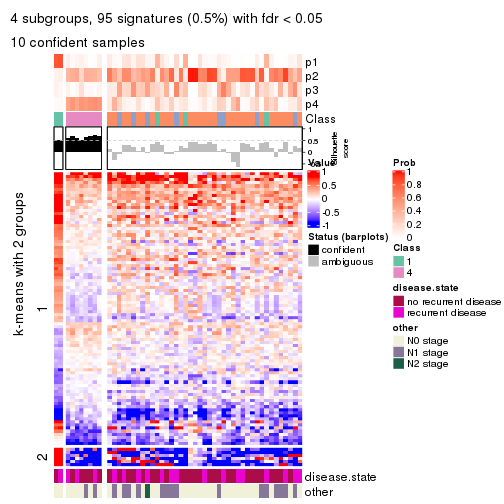 4 subgroups, 95 signatures (0.5%) with fdr < 0.05
10 confident samples
p1
p2
p3
p4
Class
1
0.5
0
Silhouette
score
k-means with 2 groups
1
2
disease.state
other
Value
1
0.5
0
-0.5
-1
Status (barplots)
confident
ambiguous
Prob
1
0.8
0.6
0.4
0.2
0
Class
1
4
disease.state
no recurrent disease
recurrent disease
other
N0 stage
N1 stage
N2 stage